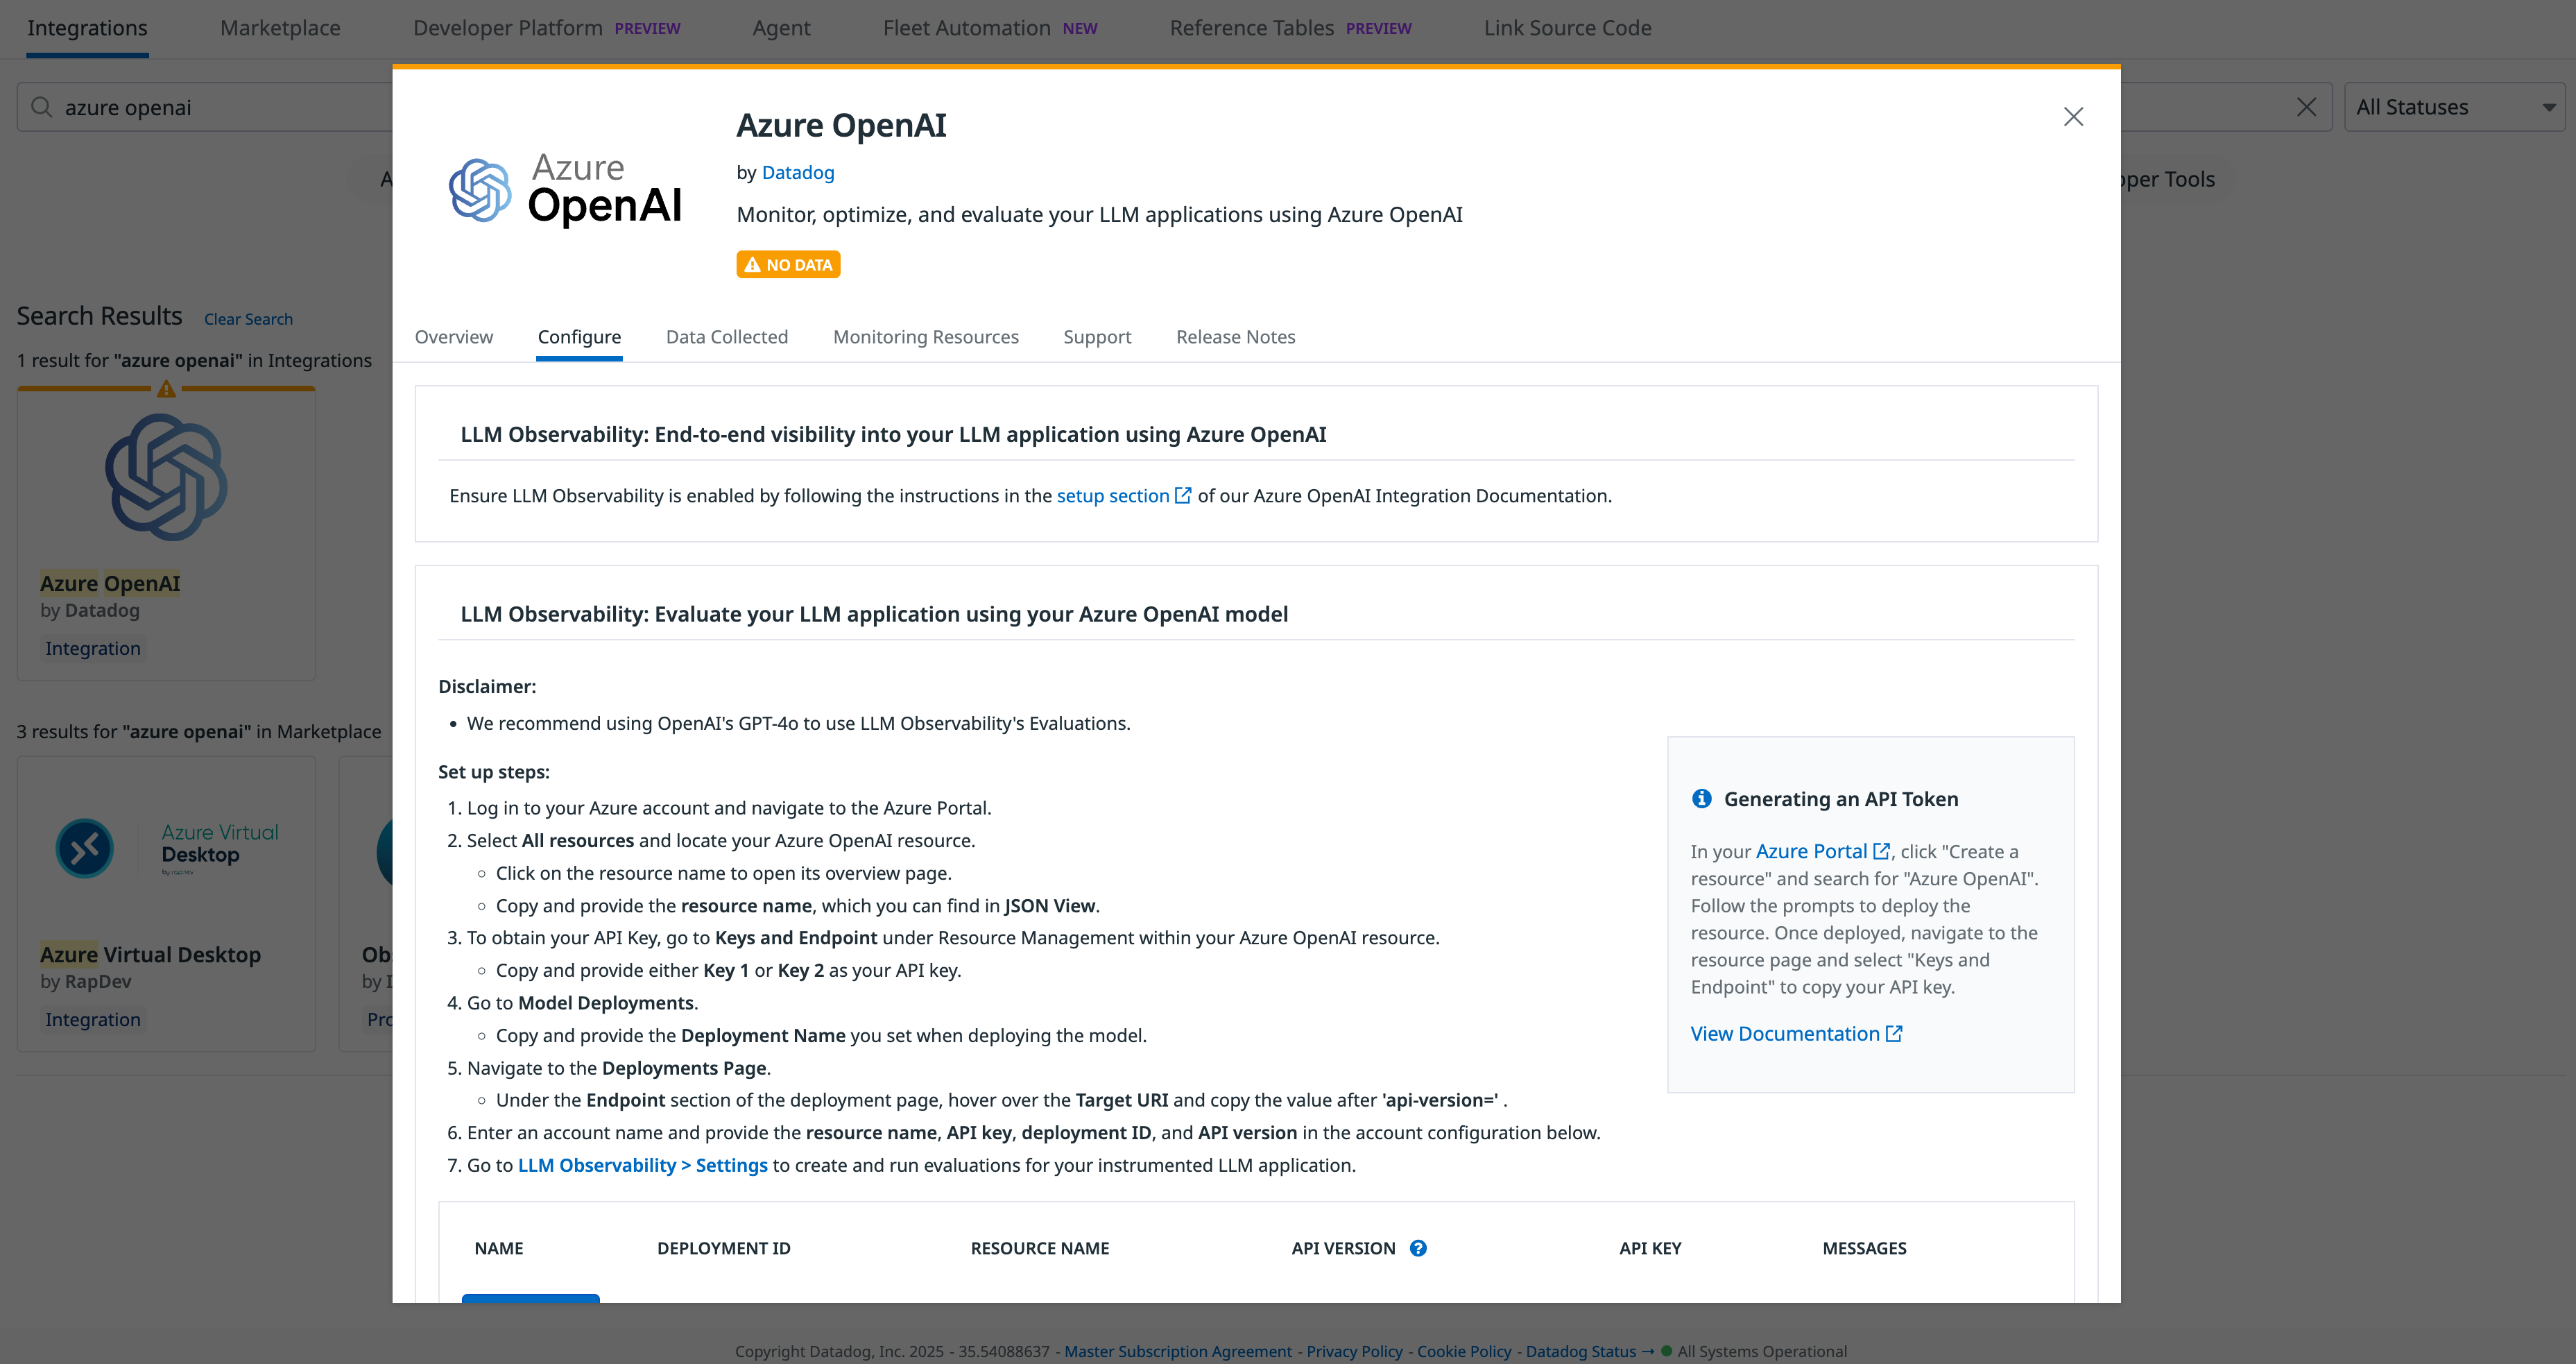 Integrations Marketplace Developer Platform PREVIEW Agent Fleet Automation NEW Reference Tables PREVIEW Link Source Code
azure openai
All Statuses
Search Results Clear Search
1 result for "azure openai" in Integrations
Azure OpenAI
by Datadog
Integration
3 results for "azure openai" in Marketplace
Azure Virtual
Desktop
by rapdev
Azure Virtual Desktop
by RapDev
Integration
Azure
OpenAI
Azure OpenAI
by Datadog
Monitor, optimize, and evaluate your LLM applications using Azure OpenAI
NO DATA
Overview Configure Data Collected Monitoring Resources Support Release Notes
LLM Observability: End-to-end visibility into your LLM application using Azure OpenAI
Ensure LLM Observability is enabled by following the instructions in the setup section of our Azure OpenAI Integration Documentation.
LLM Observability: Evaluate your LLM application using your Azure OpenAI model
Disclaimer:
• We recommend using OpenAI's GPT-4o to use LLM Observability's Evaluations.
Set up steps:
1. Log in to your Azure account and navigate to the Azure Portal.
2. Select All resources and locate your Azure OpenAI resource.
◦ Click on the resource name to open its overview page.
◦ Copy and provide the resource name, which you can find in JSON View.
3. To obtain your API Key, go to Keys and Endpoint under Resource Management within your Azure OpenAI resource.
◦ Copy and provide either Key 1 or Key 2 as your API key.
4. Go to Model Deployments.
◦ Copy and provide the Deployment Name you set when deploying the model.
5. Navigate to the Deployments Page.
◦ Under the Endpoint section of the deployment page, hover over the Target URI and copy the value after 'api-version=' .
6. Enter an account name and provide the resource name, API key, deployment ID, and API version in the account configuration below.
7. Go to LLM Observability > Settings to create and run evaluations for your instrumented LLM application.
Generating an API Token
In your Azure Portal, click "Create a
resource" and search for "Azure OpenAI".
Follow the prompts to deploy the
resource. Once deployed, navigate to the
resource page and select "Keys and
Endpoint" to copy your API key.
View Documentation
NAME DEPLOYMENT ID RESOURCE NAME API VERSION API KEY MESSAGES
per Tools
Copyright Datadog, Inc. 2025 - 35.54088637 - Master Subscription Agreement - Privacy Policy - Cookie Policy - Datadog Status → All Systems Operational